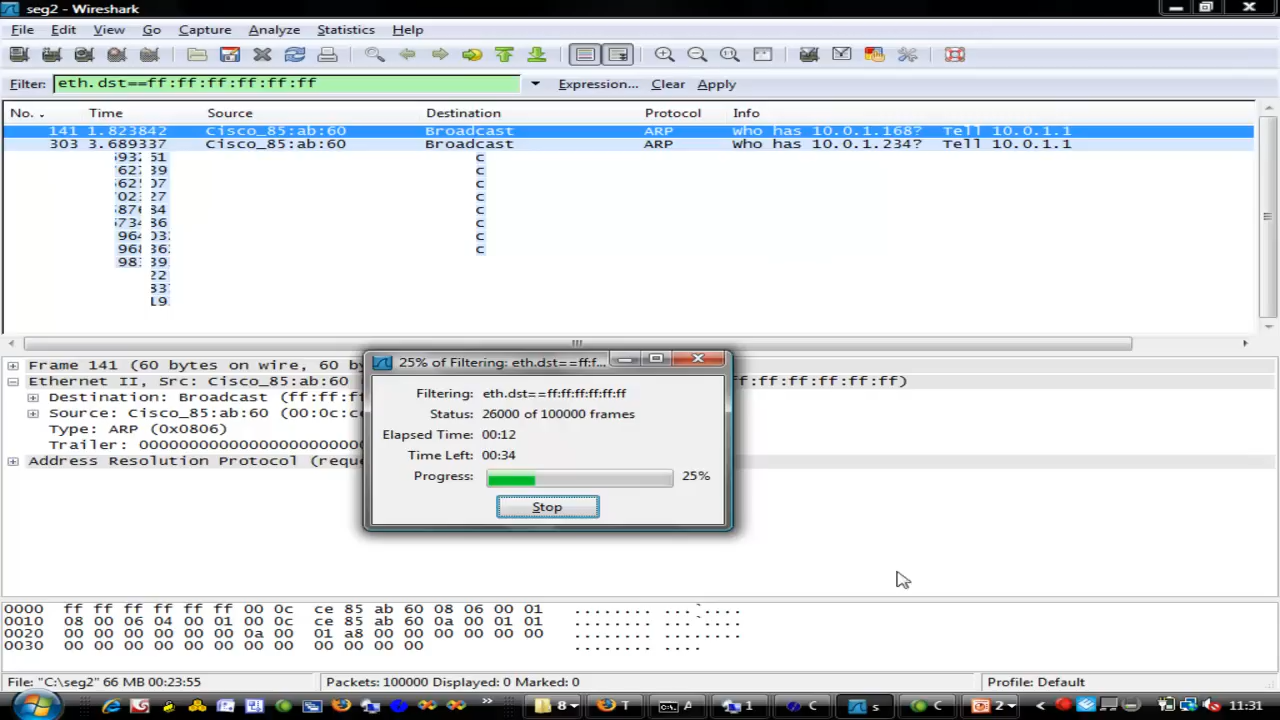 seg2 - Wireshark
File Edit View Go Capture Analyze Statistics Help
Filter: eth.dst==ff:ff:ff:ff:ff:ff Expression... Clear Apply
No. . Time Source Destination Protocol Info
141 1.823842 Cisco_85:ab:60 Broadcast ARP who has 10.0.1.168? Tell 10.0.1.1
303 3.689337 Cisco_85:ab:60 Broadcast ARP who has 10.0.1.234? Tell 10.0.1.1
c
c
c
c
c
c
c
c
Frame 141 (60 bytes on wire, 60 by
Ethernet II, Src: Cisco_85:ab:60 :ff:ff:ff:ff:ff)
Destination: Broadcast (ff:ff:ff
Source: Cisco_85:ab:60 (00:0c:ce
Type: ARP (0x0806)
Trailer: 00000000000000000000
Address Resolution Protocol (reque
25% of Filtering: eth.dst==ff:f...
Filtering: eth.dst==ff:ff:ff:ff:ff:ff
Status: 26000 of 100000 frames
Elapsed Time: 00:12
Time Left: 00:34
Progress: 25%
Stop
0000 ff ff ff ff ff ff 00 0c ce 85 ab 60 08 06 00 01 ........ ...`....
0010 08 00 06 04 00 01 00 0c ce 85 ab 60 0a 00 01 01 ........ ...`....
0020 00 00 00 00 00 00 0a 00 01 a8 00 00 00 00 00 00 ........ ........
0030 00 00 00 00 00 00 00 00 00 00 00 00 ........ ....
File: "C:\seg2" 66 MB 00:23:55 Packets: 100000 Displayed: 0 Marked: 0 Profile: Default
8 T A 1 C s C 2 11:31